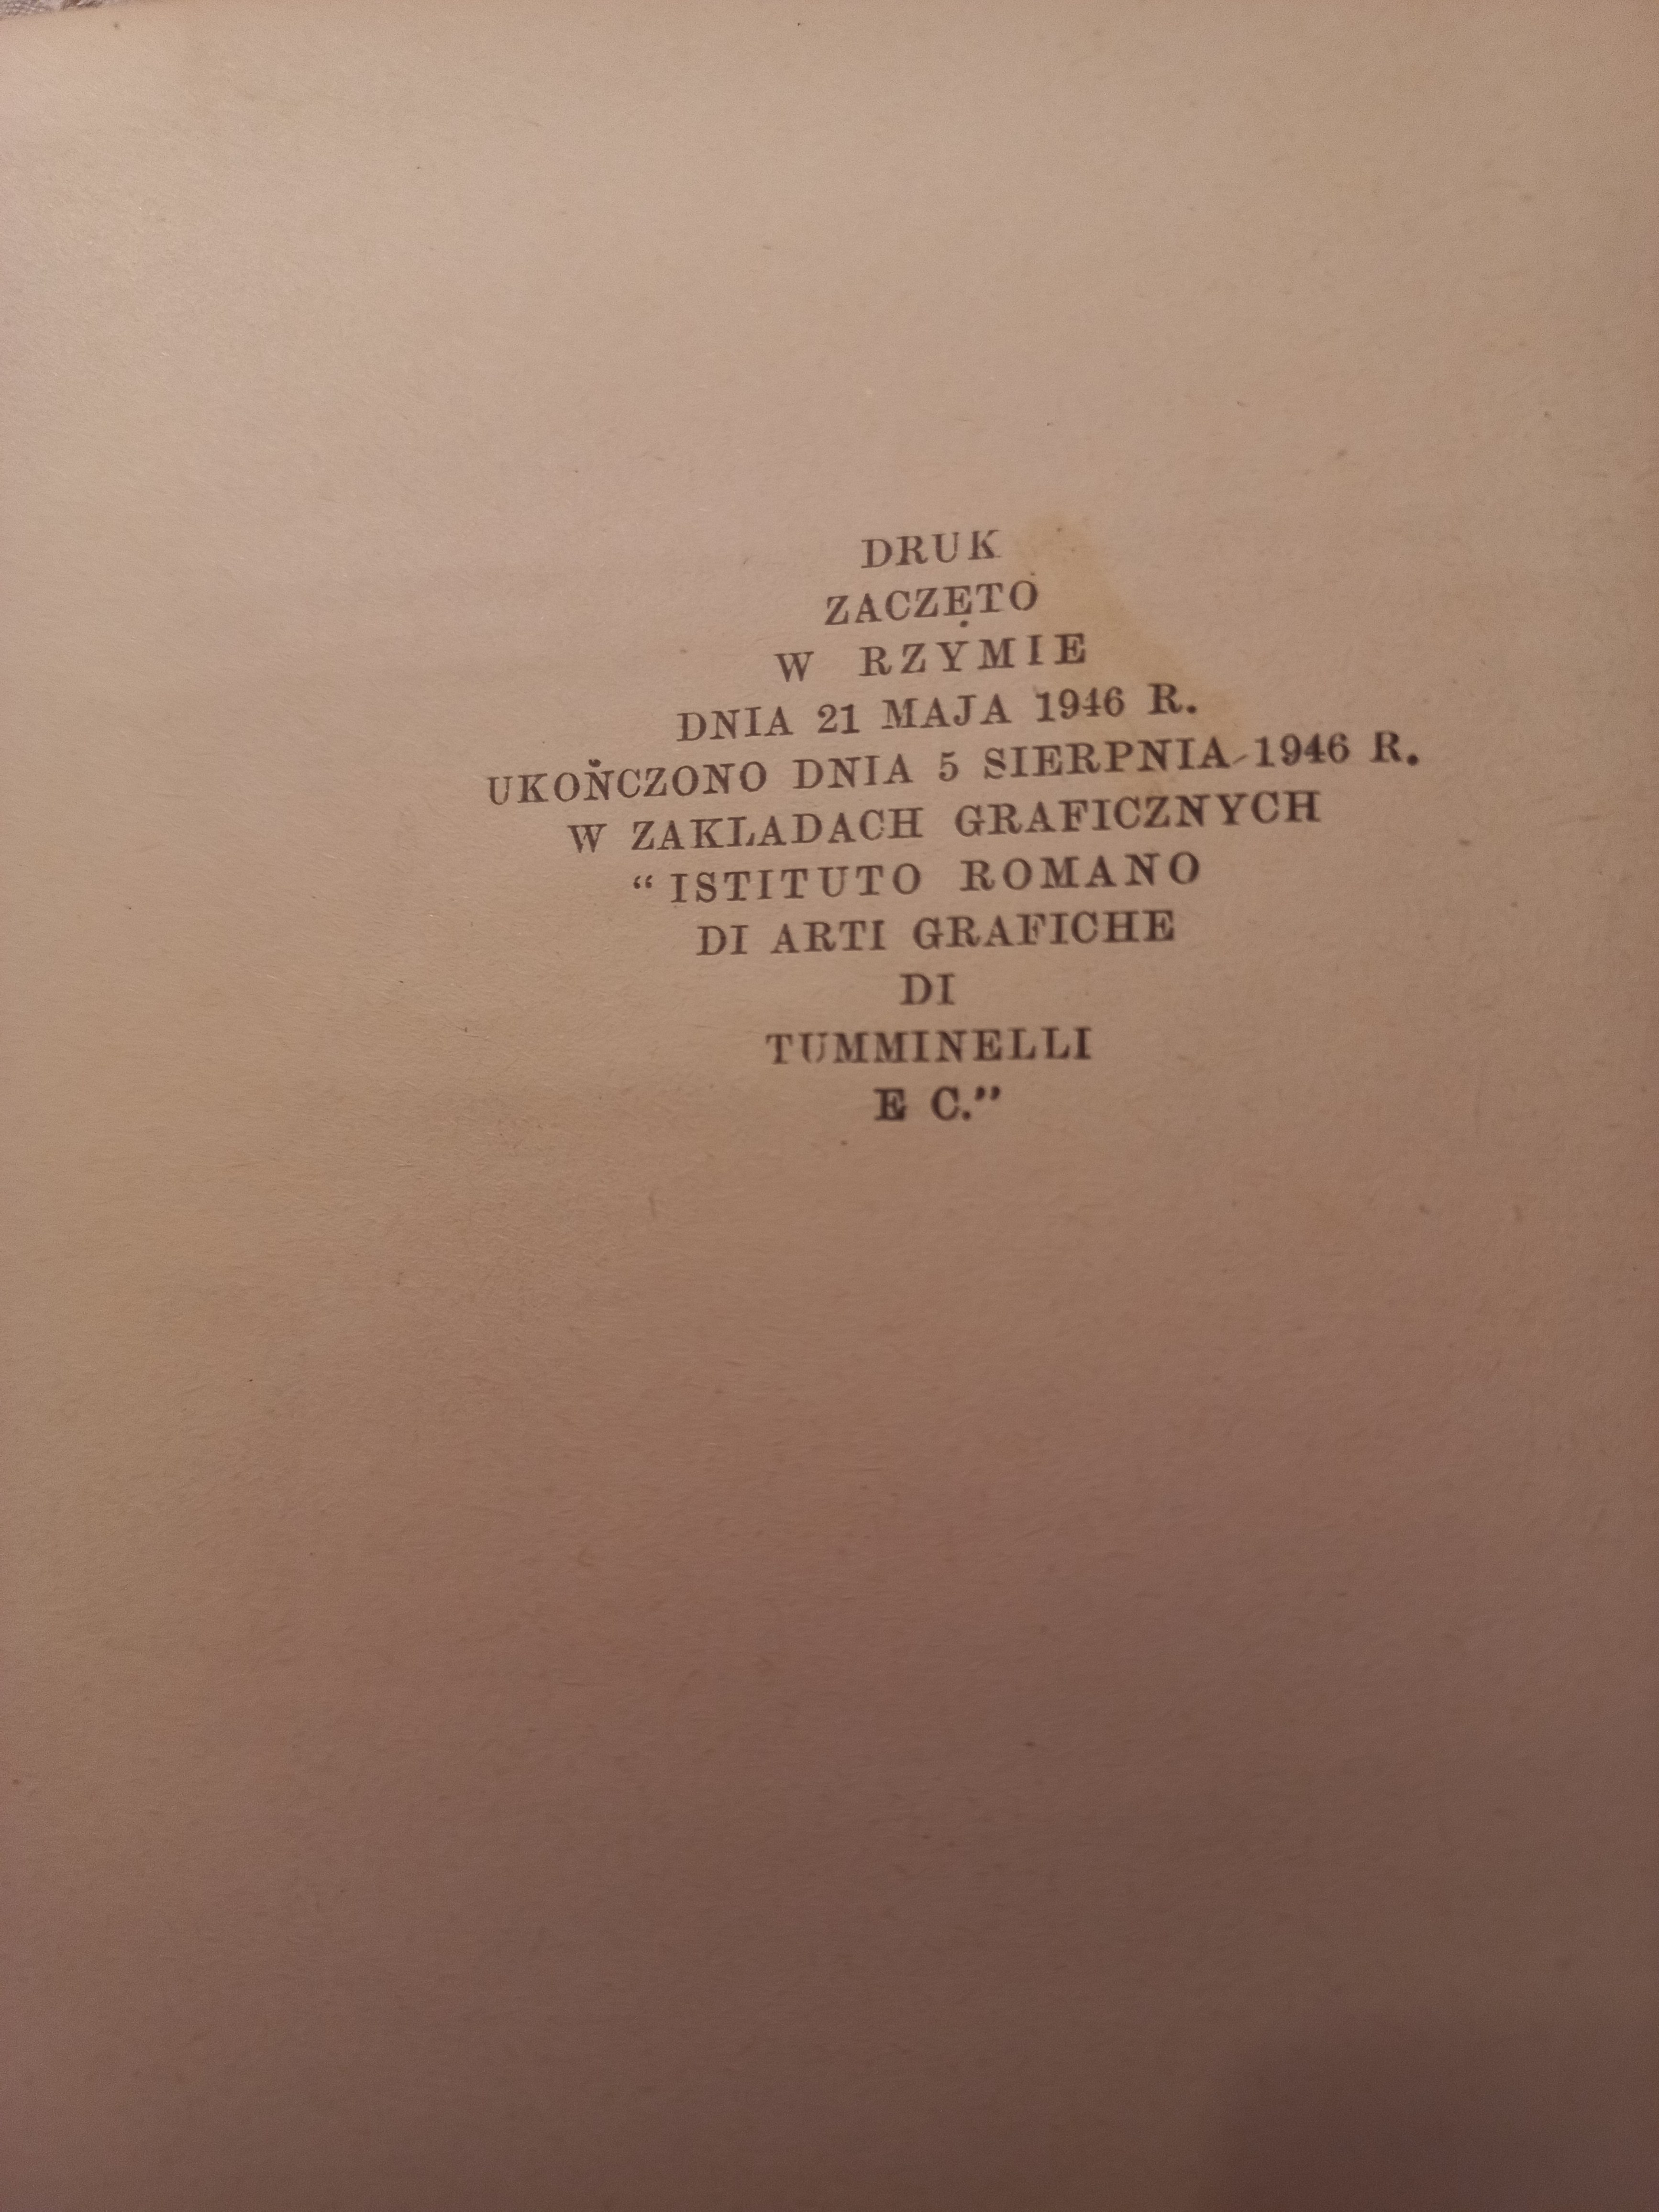 DRUK
ZACZĘTO
W RZYMIE
DNIA 21 MAJA 1946 R.
UKOŃCZONO DNIA 5 SIERPNIA 1946 R.
W ZAKŁADACH GRAFICZNYCH
“ISTITUTO ROMANO
DI ARTI GRAFICHE
DI
TUMMINELLI
E C.”